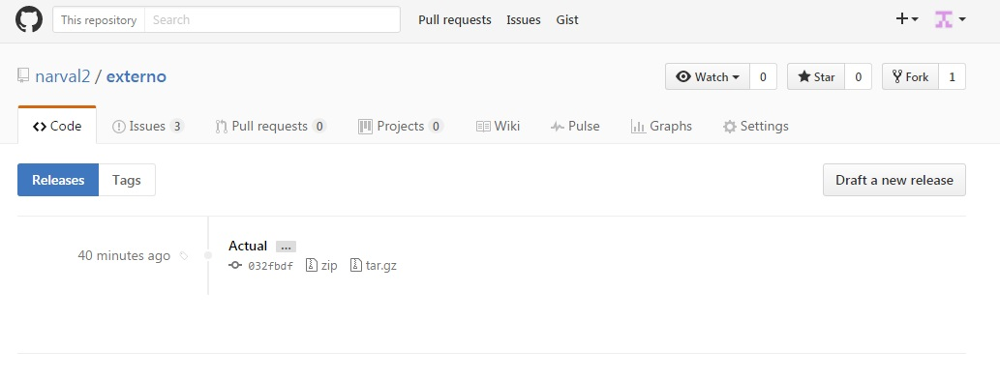 This repository Search Pull requests Issues Gist
narval2 / externo Watch 0 Star 0 Fork 1
Code Issues 3 Pull requests 0 Projects 0 Wiki Pulse Graphs Settings
Releases Tags Draft a new release
Actual ...
40 minutes ago
032fbdf zip tar.gz